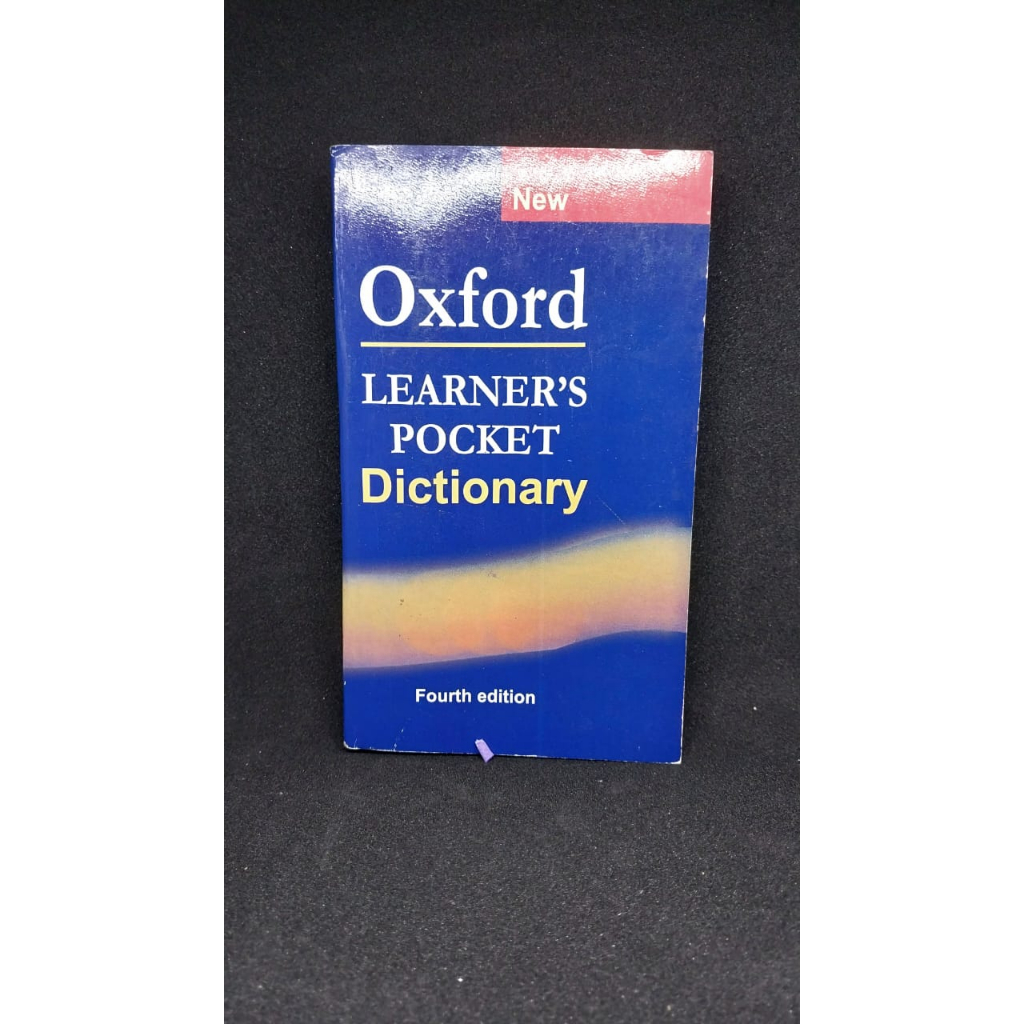 New
Oxford
LEARNER'S
POCKET
Dictionary
Fourth edition